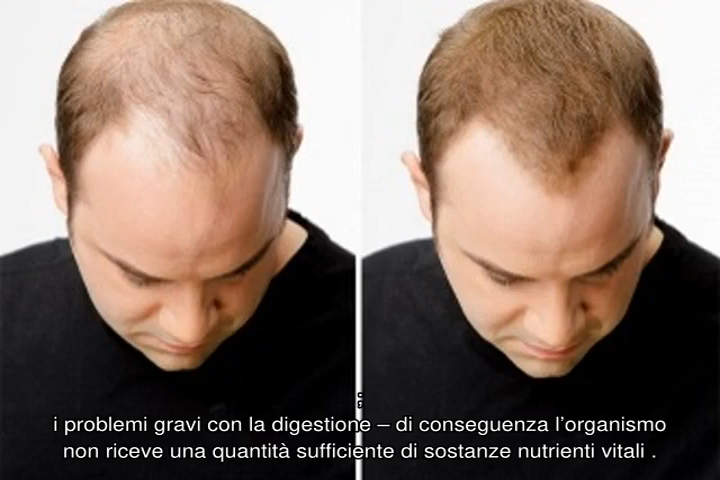 i problemi gravi con la digestione – di conseguenza l’organismo
non riceve una quantità sufficiente di sostanze nutrienti vitali .